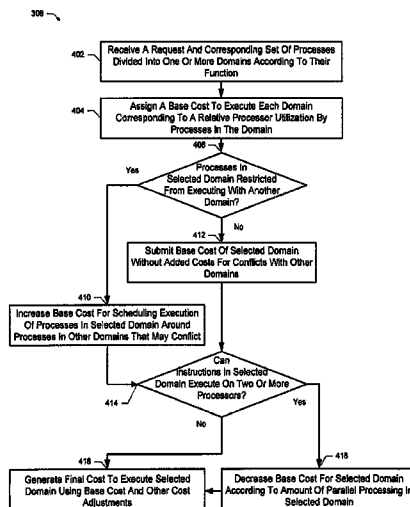 308
402
Receive A Request And Corresponding Set Of Processes
Divided Into One Or More Domains According To Their
Function
404
Assign A Base Cost To Execute Each Domain
Corresponding To A Relative Processor Utilization By
Processes In The Domain
406
Yes
Processes In
Selected Domain Restricted
From Executing With Another
Domain?
No
412
Submit Base Cost Of Selected Domain
Without Added Costs For Conflicts With Other
Domains
410
Increase Base Cost For Scheduling Execution
Of Processes In Selected Domain Around
Processes In Other Domains That May Conflict
Can
Instructions In Selected
Domain Execute On Two Or More
Processors?
414
Yes
No
418
Generate Final Cost To Execute Selected
Domain Using Base Cost And Other Cost
Adjustments
416
Decrease Base Cost For Selected Domain
According To Amount Of Parallel Processing In
Selected Domain